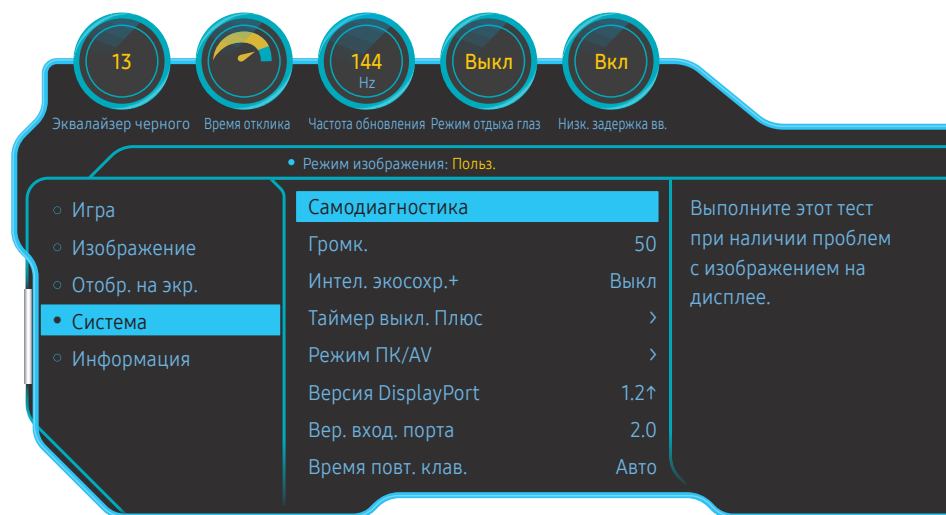 13
144
Hz
Выкл
Вкл
Эквалайзер черного
Время отклика
Частота обновления
Режим отдыха глаз
Низк. задержка вв.
Режим изображения: Польз.
Игра
Изображение
Отобр. на экр.
Система
Информация
Самодиагностика
Громк. 50
Интел. экосохр.+ Выкл
Таймер выкл. Плюс >
Режим ПК/AV >
Версия DisplayPort 1.2↑
Вер. вход. порта 2.0
Время повт. клав. Авто
Выполните этот тест
при наличии проблем
с изображением на
дисплее.